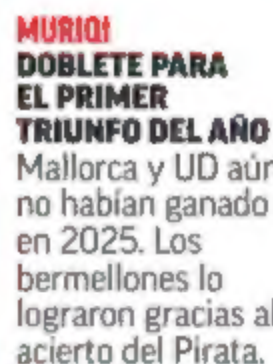 MURIQI
DOBLETE PARA
EL PRIMER
TRIUNFO DEL AÑO
Mallorca y UD aún
no habían ganado
en 2025. Los
bermellones lo
lograron gracias al
acierto del Pirata.